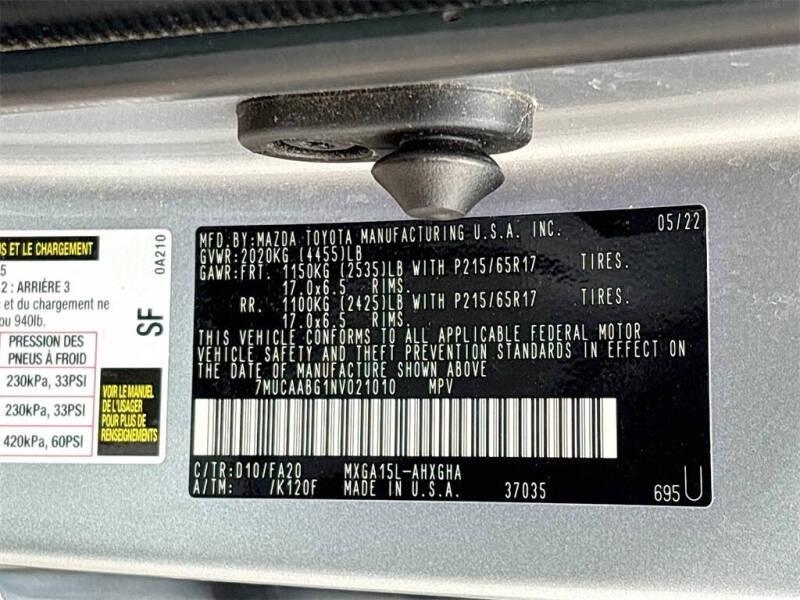 US ET LE CHARGEMENT
5
2 : ARRIÈRE 3
s et du chargement ne
ou 940lb.
PRESSION DES
PNEUS À FROID
230kPa, 33PSI
230kPa, 33PSI
420kPa, 60PSI
VOIR LE MANUEL
DE L'USAGER
POUR PLUS DE
RENSEIGNEMENTS
SF
0A210
MFD.BY:MAZDA TOYOTA MANUFACTURING U.S.A. INC. 05/22
GVWR:2020KG (4455)LB
GAWR:FRT. 1150KG (2535)LB WITH P215/65R17 TIRES.
17.0x6.5 RIMS.
RR. 1100KG (2425)LB WITH P215/65R17 TIRES.
17.0x6.5 RIMS.
THIS VEHICLE CONFORMS TO ALL APPLICABLE FEDERAL MOTOR
VEHICLE SAFETY AND THEFT PREVENTION STANDARDS IN EFFECT ON
THE DATE OF MANUFACTURE SHOWN ABOVE
7MUCAABG1NV021010 MPV
C/TR:D10/FA20 MXGA15L-AHXGHA
A/TM: /K120F MADE IN U.S.A. 37035 695 U